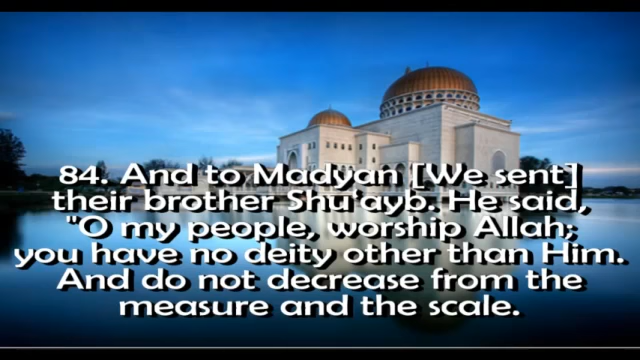 84. And to Madyan [We sent]
their brother Shu'ayb. He said,
"O my people, worship Allah;
you have no deity other than Him.
And do not decrease from the
measure and the scale.